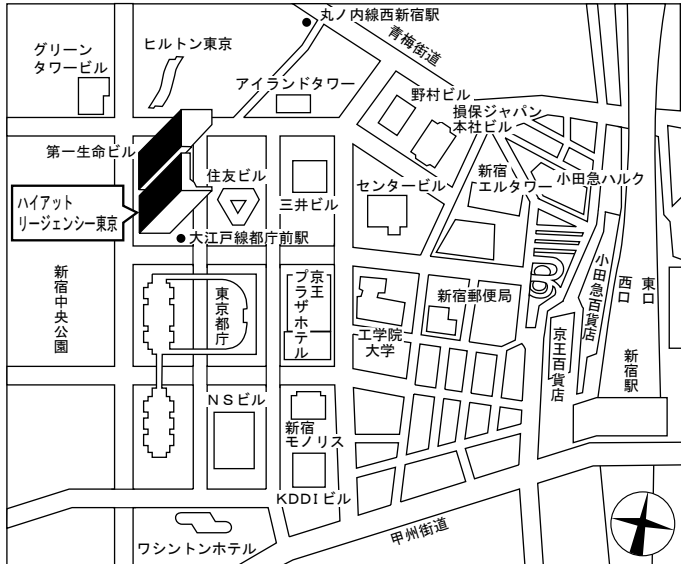 丸ノ内線西新宿駅
青梅街道
グリーン
タワービル
ヒルトン東京
アイランドタワー
野村ビル
損保ジャパン
本社ビル
第一生命ビル
住友ビル
三井ビル
センタービル
新宿
エルタワー
小田急ハルク
ハイアット
リージェンシー東京
大江戸線都庁前駅
新宿中央公園
東京都庁
京王
プラザホテル
工学院
大学
新宿郵便局
小田急百貨店
西口
東口
新宿駅
京王百貨店
NSビル
新宿
モノリス
KDDIビル
甲州街道
ワシントンホテル